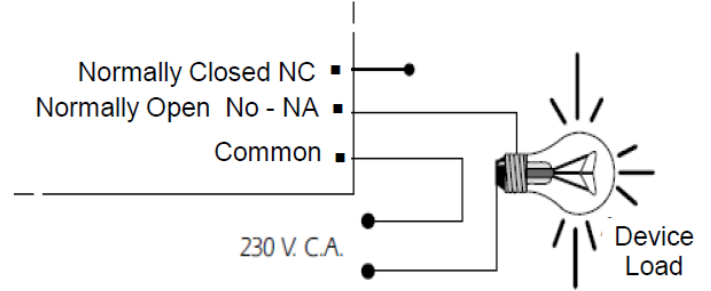 Normally Closed NC
Normally Open No - NA
Common
230 V. C.A.
Device
Load